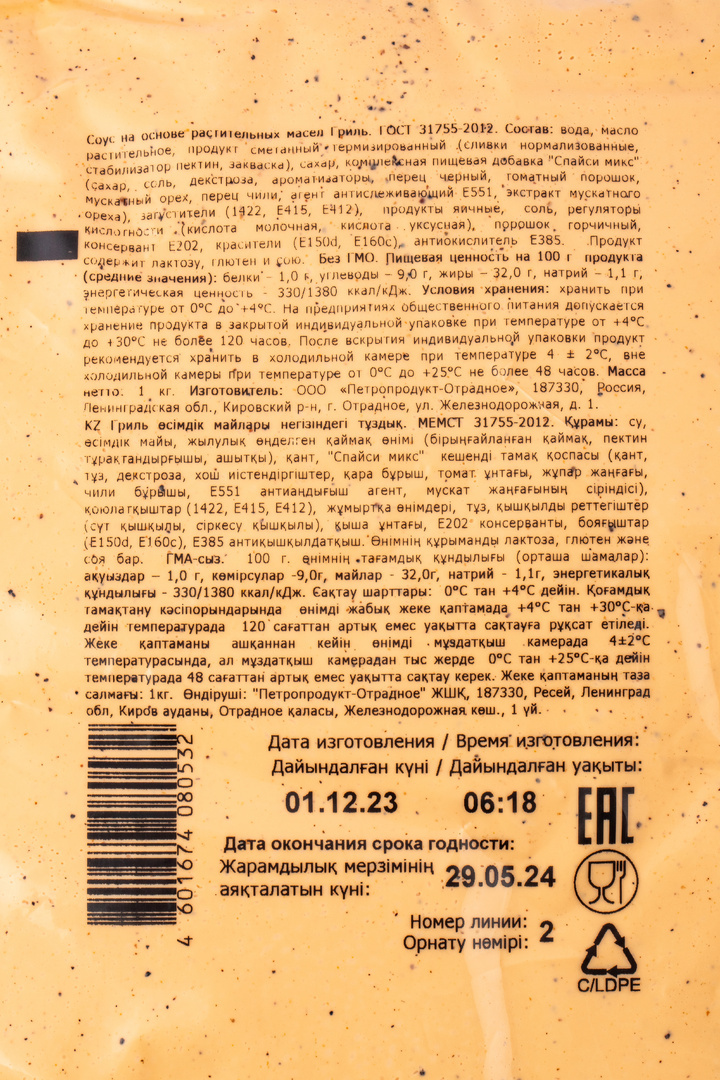 Соус на основе растительных масел Гриль. ГОСТ 31755-2012. Состав: вода, масло
растительное, продукт сметанный термизированный (сливки нормализованные,
стабилизатор пектин, закваска), сахар, комплексная пищевая добавка "Спайси микс"
(сахар, соль, декстроза, ароматизаторы, перец черный, томатный порошок,
мускатный орех, перец чили, агент антислеживающий Е551, экстракт мускатного
ореха), загустители (1422, Е415, Е412), продукты яичные, соль, регуляторы
кислотности (кислота молочная, кислота уксусная), порошок горчичный,
консервант Е202, красители (E150d, E160c), антиокислитель Е385. Продукт
содержит лактозу, глютен и сою. Без ГМО. Пищевая ценность на 100 г продукта
(средние значения): белки - 1,0 г, углеводы – 9,0 г, жиры – 32,0 г, натрий – 1,1 г,
энергетическая ценность - 330/1380 ккал/кДж. Условия хранения: хранить при
температуре от 0°С до +4°С. На предприятиях общественного питания допускается
хранение продукта в закрытой индивидуальной упаковке при температуре от +4°С
до +30°С не более 120 часов. После вскрытия индивидуальной упаковки продукт
рекомендуется хранить в холодильной камере при температуре 4 ± 2°С, вне
холодильной камеры при температуре от 0°С до +25°С не более 48 часов. Масса
нетто: 1 кг. Изготовитель: ООО «Петропродукт-Отрадное», 187330, Россия,
Ленинградская обл., Кировский р-н, г. Отрадное, ул. Железнодорожная, д. 1.
KZ Гриль өсімдік майлары негізіндегі тұздық. МЕМСТ 31755-2012. Құрамы: су,
өсімдік майы, жылулық өңделген қаймақ өнімі (бірыңғайланған қаймақ, пектин
тұрақтандырғышы, ашытқы), қант, "Спайси микс" кешенді тамақ қоспасы (қант,
тұз, декстроза, хош иістендіргіштер, қара бұрыш, томат ұнтағы, жұпар жаңғағы,
чили бұрышы, Е551 антиандығыш агент, мускат жаңғағының сіріндісі),
қоюлатқыштар (1422, Е415, Е412), жұмыртқа өнімдері, тұз, қышқылды реттегіштер
(сүт қышқылы, сіркесу қышқылы), қыша ұнтағы, Е202 консерванты, бояғыштар
(E150d, E160c), Е385 антиқышқылдатқыш. Өнімнің құрыманды лактоза, глютен және
соя бар. ГМА-сыз. 100 г. өнімнің тағамдық құндылығы (орташа шамалар):
ақуыздар – 1,0 г, көмірсулар -9,0г, майлар - 32,0г, натрий - 1,1г, энергетикалық
құндылығы - 330/1380 ккал/кДж. Сақтау шарттары: 0°С тан +4°С дейін. Қоғамдық
тамақтану кәсіпорындарында өнімді жабық жеке қаптамада +4°С тан +30°С-қа
дейін температурада 120 сағаттан артық емес уақытта сақтауға рұқсат етіледі.
Жеке қаптаманы ашқаннан кейін өнімді мұздатқыш камерада 4±2°С
температурасында, ал мұздатқыш камерадан тыс жерде 0°С тан +25°С-қа дейін
температурада 48 сағаттан артық емес уақытта сақтау керек. Жеке қаптаманың таза
салмағы: 1кг. Өндіруші: "Петропродукт-Отрадное" ЖШҚ, 187330, Ресей, Ленинград
обл, Киров ауданы, Отрадное қаласы, Железнодорожная көш., 1 үй.
4 601674 080532
Дата изготовления / Время изготовления:
Дайындалған күні / Дайындалған уақыты:
01.12.23 06:18
EAC
Дата окончания срока годности:
Жарамдылық мерзімінің
аяқталатын күні: 29.05.24
Номер линии:
Орнату нөмірі: 2
C/LDPE